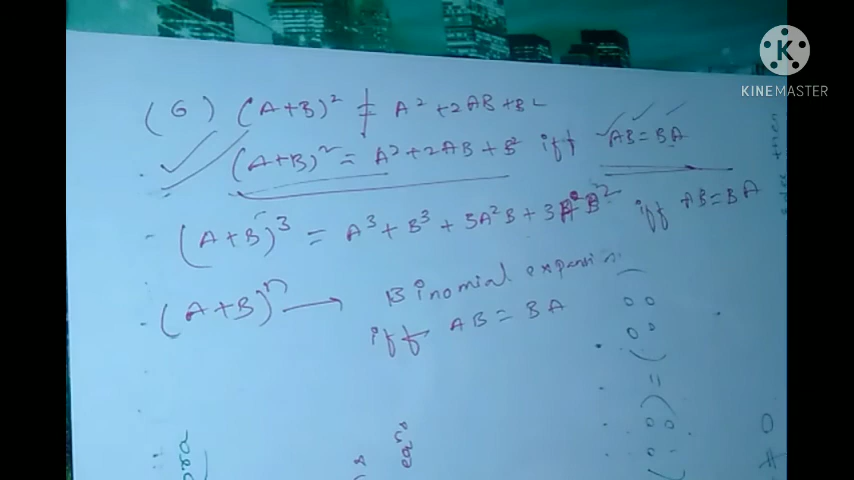 KINEMASTER
(6) (A+B)² ≠ A² + 2AB + B²
(A+B)² = A² + 2AB + B² iff AB = BA
(A+B)³ = A³ + B³ + 3A²B + 3AB² iff AB = BA
(A+B)ⁿ → Binomial expansion
iff AB = BA